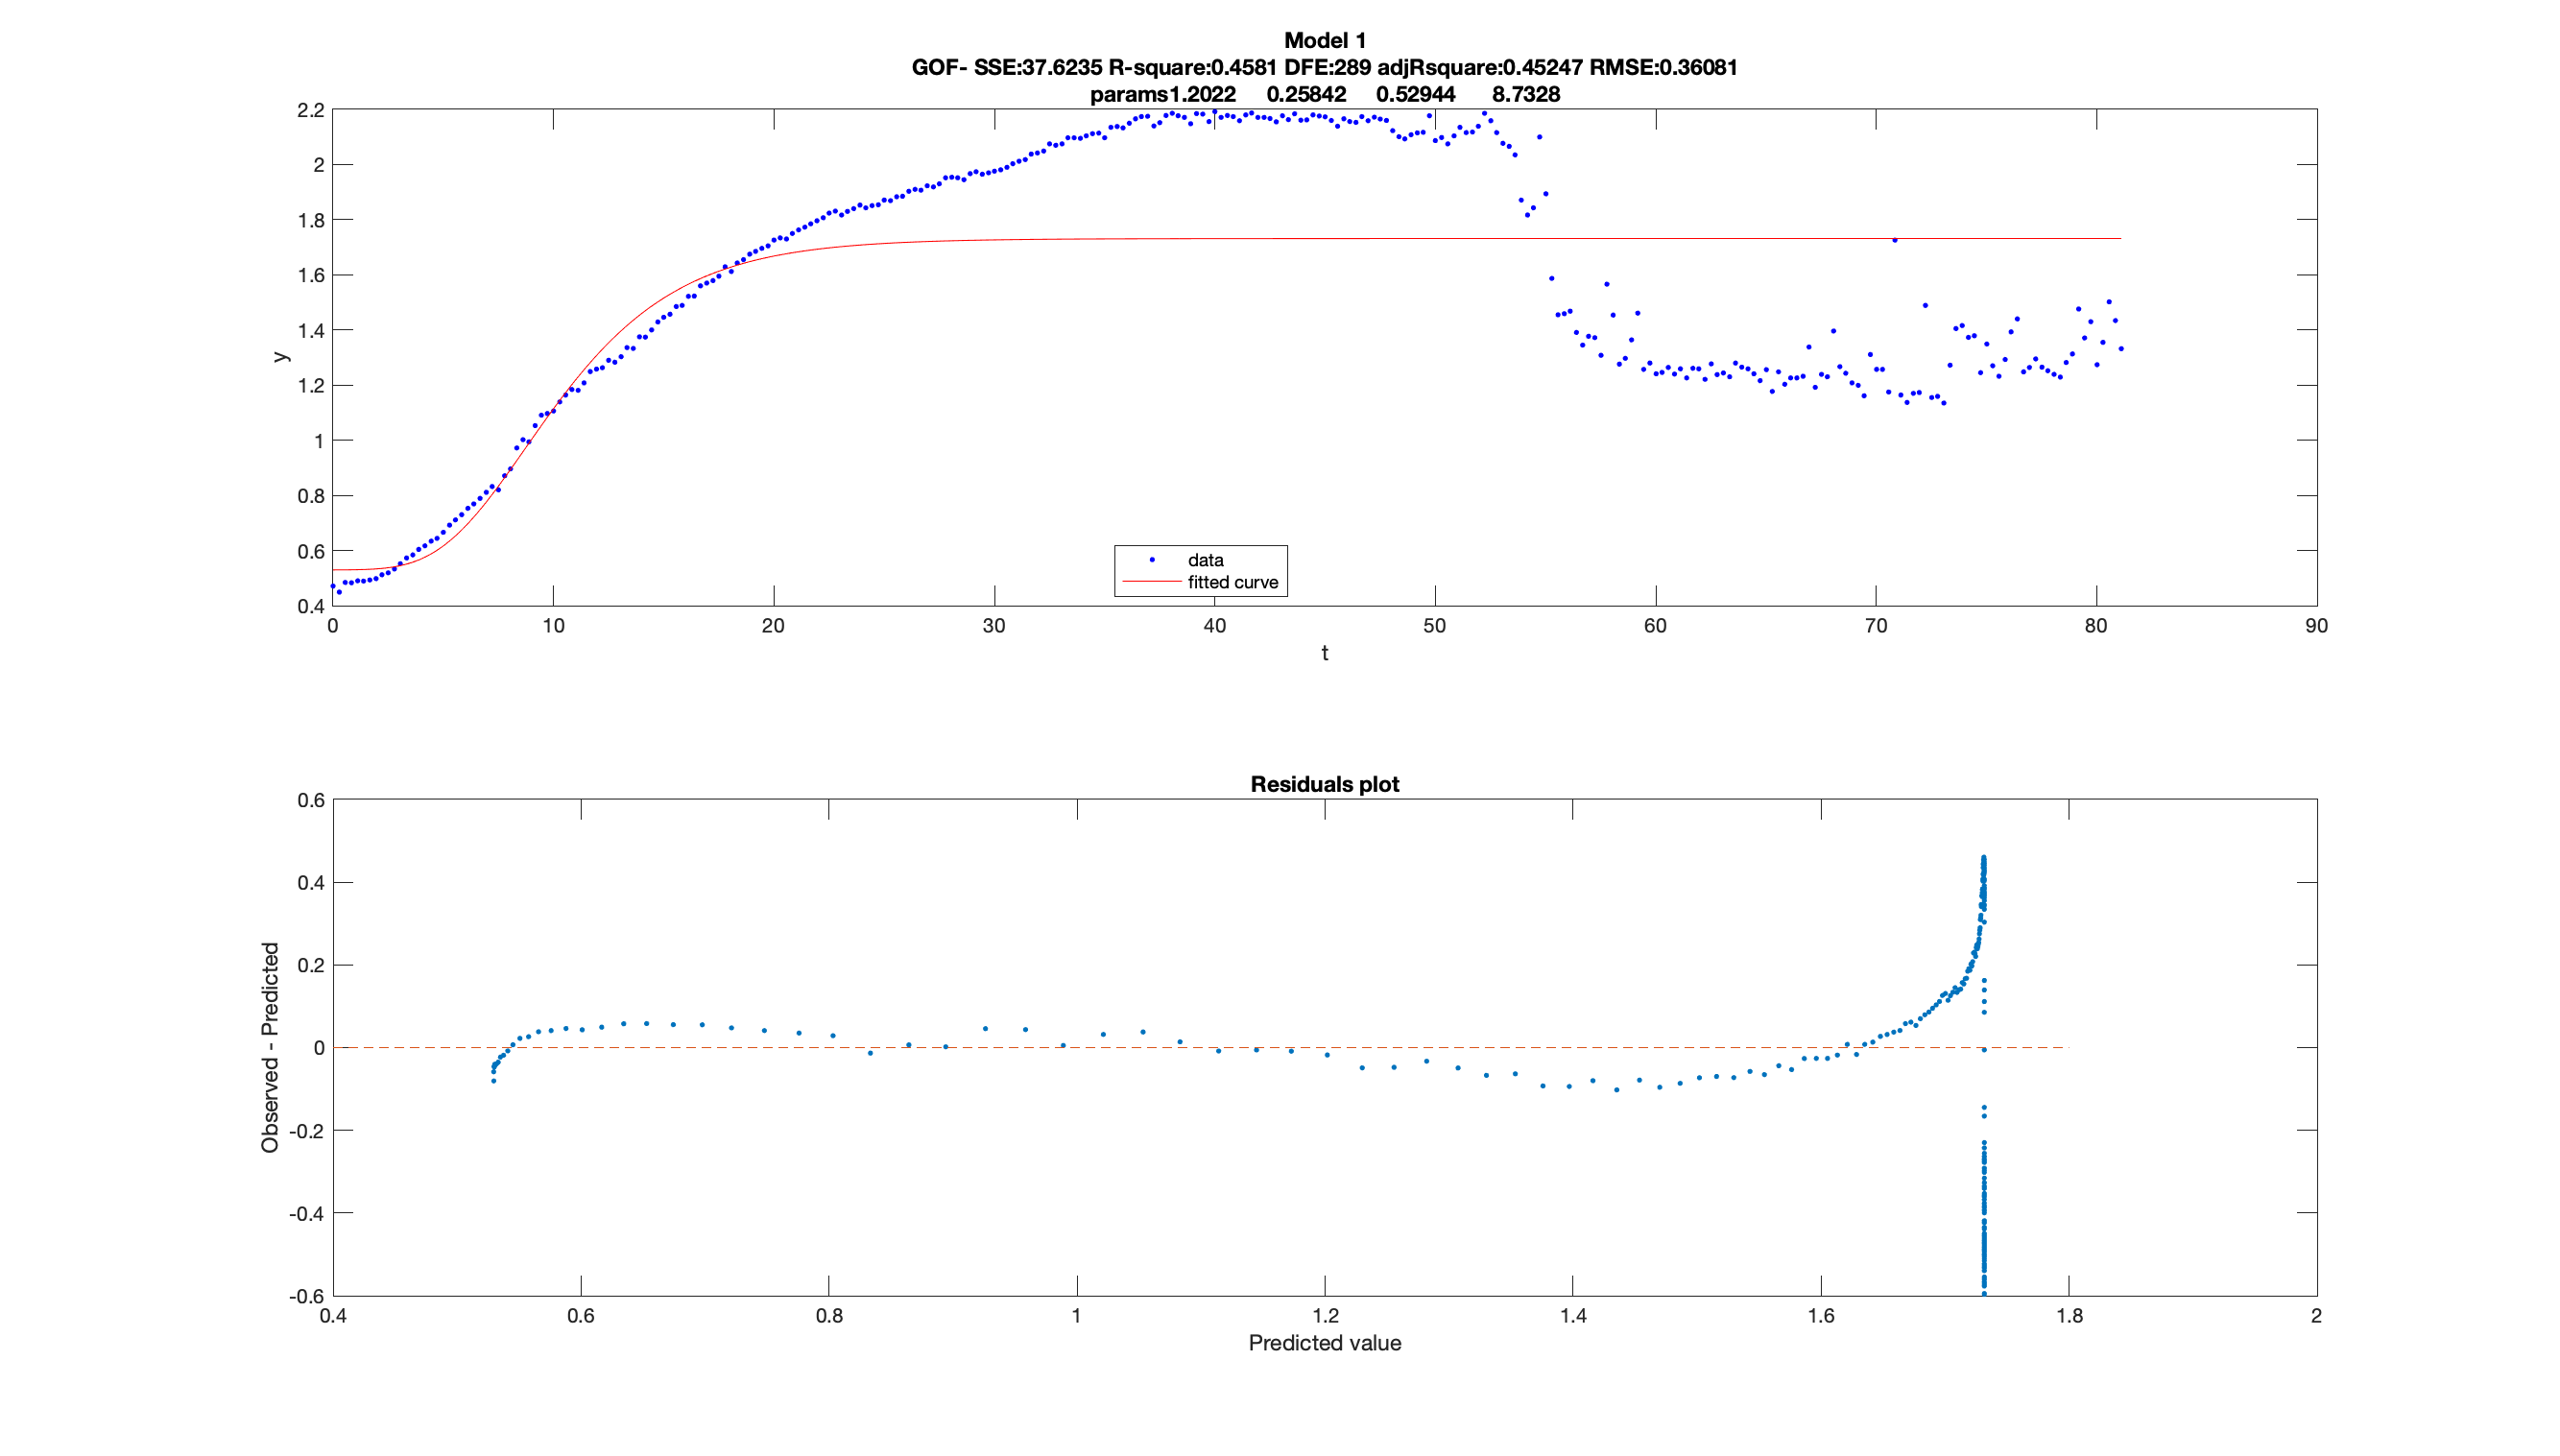 Model 1
GOF- SSE:37.6235 R-square:0.4581 DFE:289 adjRsquare:0.45247 RMSE:0.36081
params1.2022 0.25842 0.52944 8.7328
2.2
2
1.8
1.6
1.4
1.2
1
0.8
0.6
0.4
y
data
fitted curve
0 10 20 30 40 50 60 70 80 90
t
Residuals plot
0.6
0.4
0.2
0
-0.2
-0.4
-0.6
Observed - Predicted
0.4 0.6 0.8 1 1.2 1.4 1.6 1.8 2
Predicted value